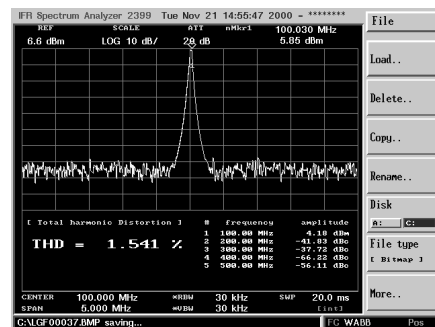 IFR Spectrum Analyzer 2399 Tue Nov 21 14:55:47 2000 - ********
REF SCALE ATT nMkr1 100.030 MHz
6.6 dBm LOG 10 dB/ 20 dB 5.85 dBm
[ Total harmonic Distortion ]
THD = 1.541 %
# frequency amplitude
1 100.00 MHz 4.18 dBm
2 200.00 MHz -41.83 dBc
3 300.00 MHz -37.72 dBc
4 400.00 MHz -66.22 dBc
5 500.00 MHz -56.11 dBc
CENTER 100.000 MHz *RBW 30 kHz SWP 20.0 ms
SPAN 5.000 MHz *VBW 30 kHz [int]
C:\LGF00037.BMP saving... FC WABB Pos
File
Load..
Delete..
Copy..
Rename..
Disk
A: C:
File type
[ Bitmap ]
More..